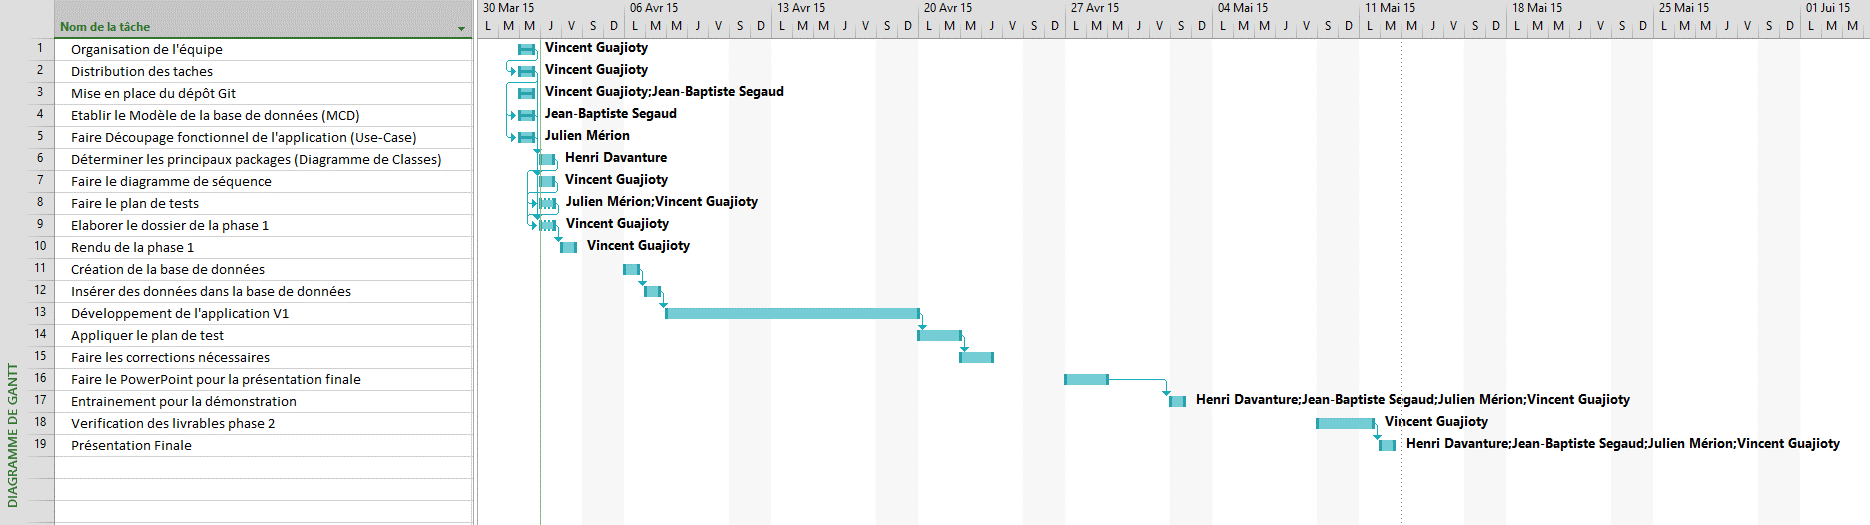 30 Mar 15 06 Avr 15 13 Avr 15 20 Avr 15 27 Avr 15 04 Mai 15 11 Mai 15 18 Mai 15 25 Mai 15 01 Jui 15
Nom de la tâche L M M J V S D L M M J V S D L M M J V S D L M M J V S D L M M J V S D L M M J V S D L M M J V S D L M M J V S D L M M J V S D L M M
1 Organisation de l'équipe Vincent Guajioty
2 Distribution des taches Vincent Guajioty
3 Mise en place du dépôt Git Vincent Guajioty;Jean-Baptiste Segaud
4 Etablir le Modèle de la base de données (MCD) Jean-Baptiste Segaud
5 Faire Découpage fonctionnel de l'application (Use-Case) Julien Mérion
6 Déterminer les principaux packages (Diagramme de Classes) Henri Davanture
7 Faire le diagramme de séquence Vincent Guajioty
8 Faire le plan de tests Julien Mérion;Vincent Guajioty
9 Elaborer le dossier de la phase 1 Vincent Guajioty
10 Rendu de la phase 1 Vincent Guajioty
11 Création de la base de données
12 Insérer des données dans la base de données
13 Développement de l'application V1
14 Appliquer le plan de test
15 Faire les corrections nécessaires
16 Faire le PowerPoint pour la présentation finale
17 Entrainement pour la démonstration Henri Davanture;Jean-Baptiste Segaud;Julien Mérion;Vincent Guajioty
18 Verification des livrables phase 2 Vincent Guajioty
19 Présentation Finale Henri Davanture;Jean-Baptiste Segaud;Julien Mérion;Vincent Guajioty
DIAGRAMME DE GANTT